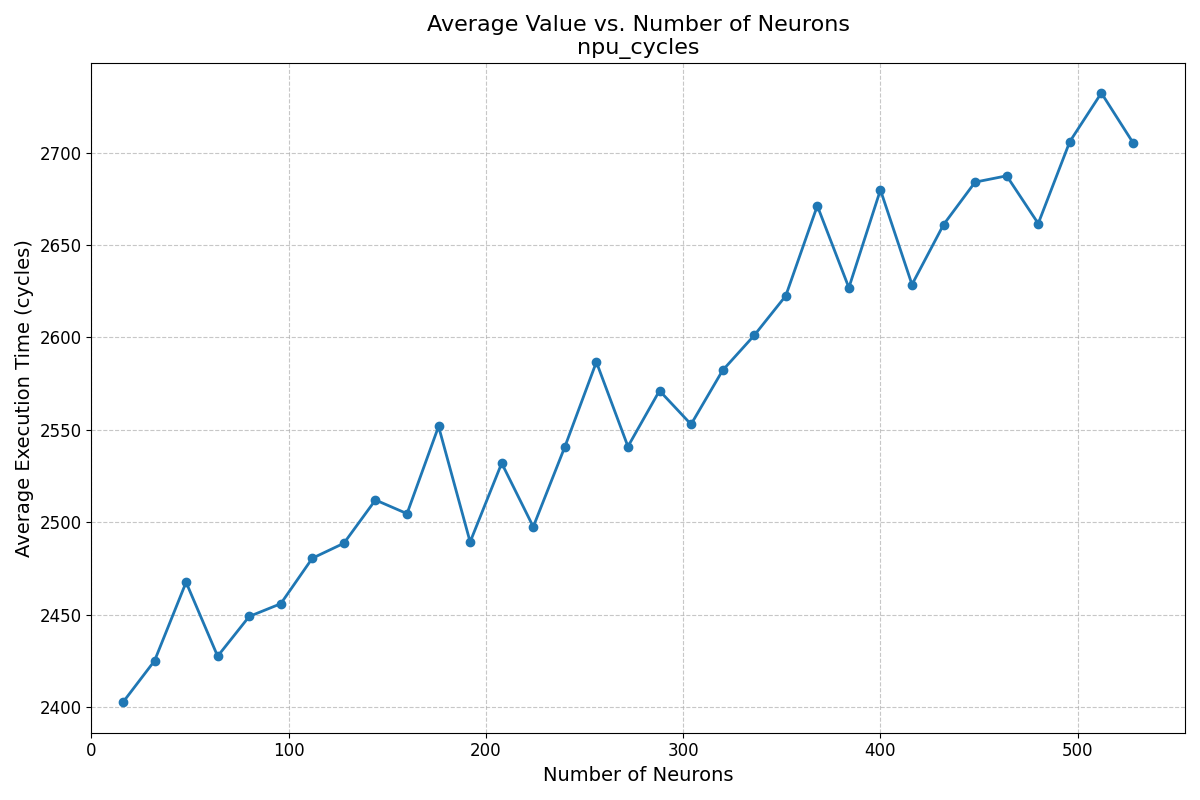 Average Value vs. Number of Neurons
npu_cycles
Average Execution Time (cycles)
2700
2650
2600
2550
2500
2450
2400
0 100 200 300 400 500
Number of Neurons